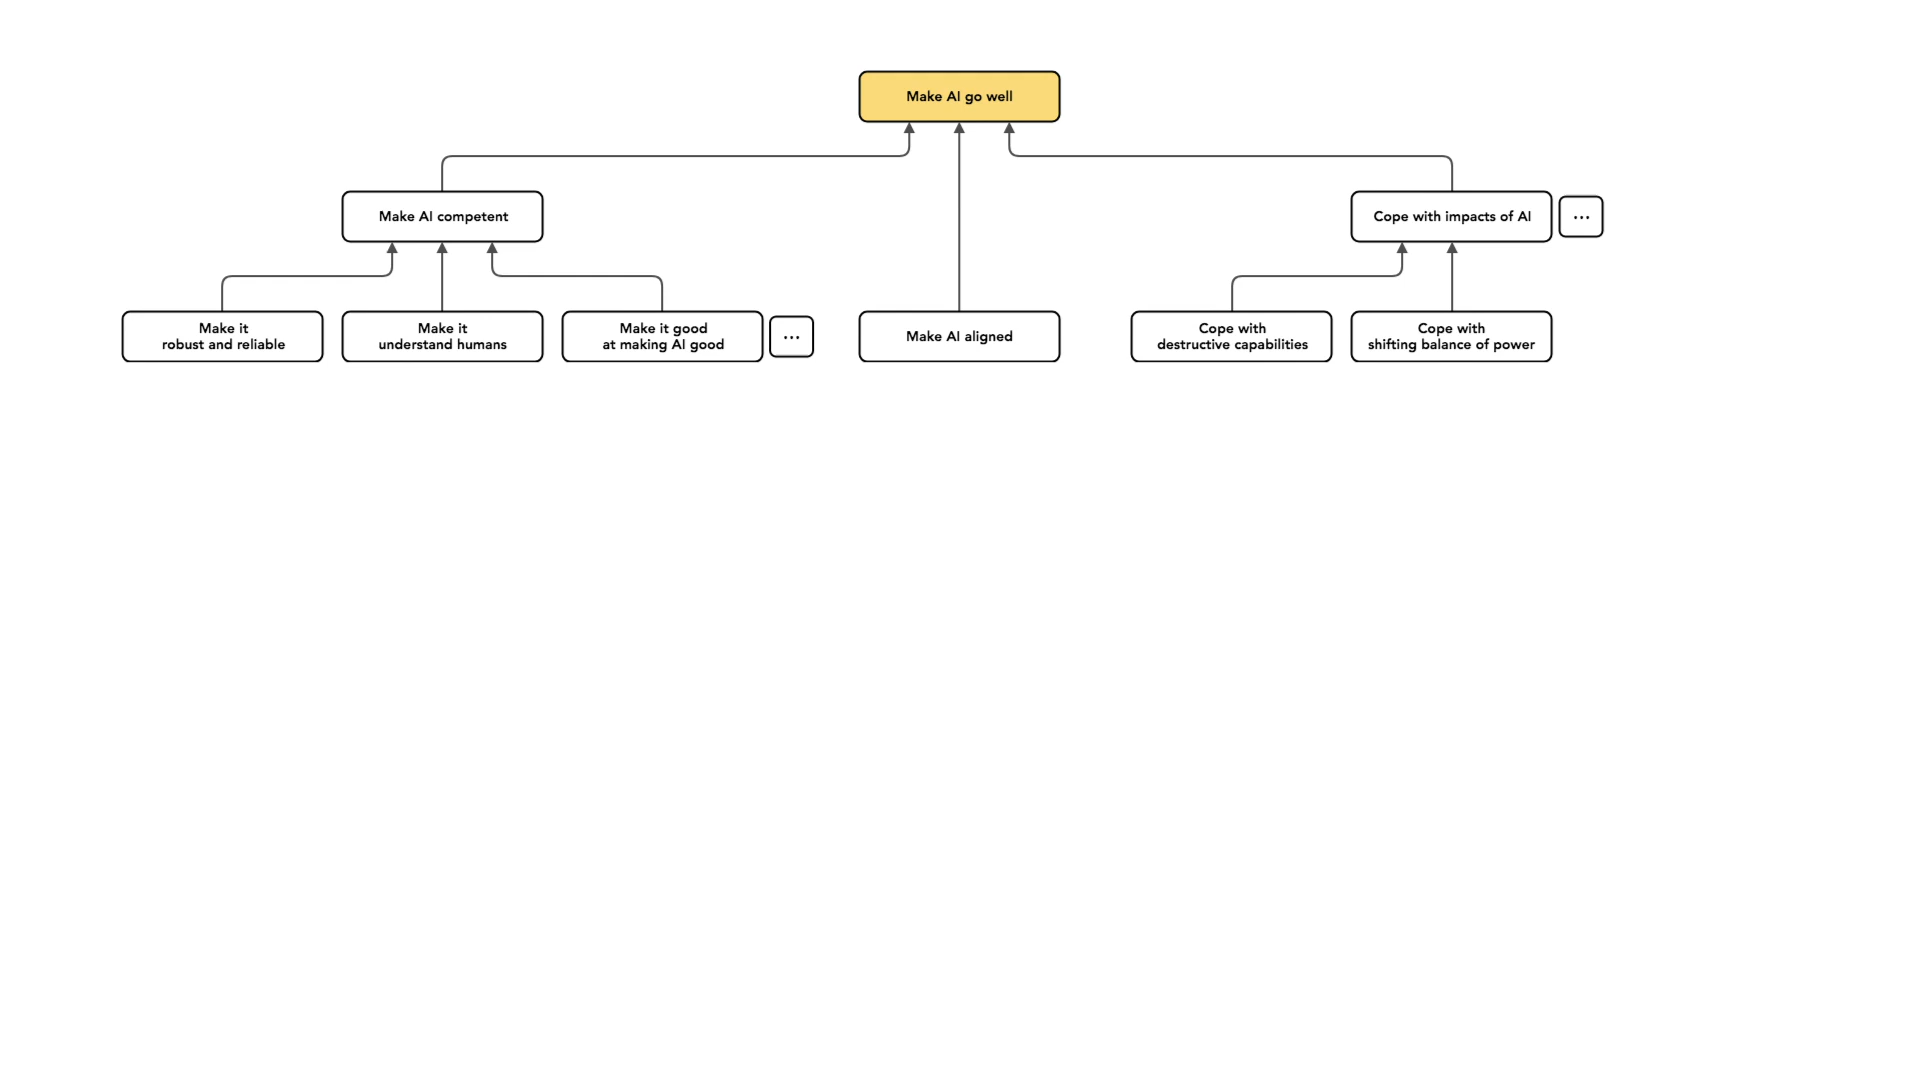 Make AI go well
Make AI competent
Cope with impacts of AI
...
Make it
robust and reliable
Make it
understand humans
Make it good
at making AI good
...
Make AI aligned
Cope with
destructive capabilities
Cope with
shifting balance of power